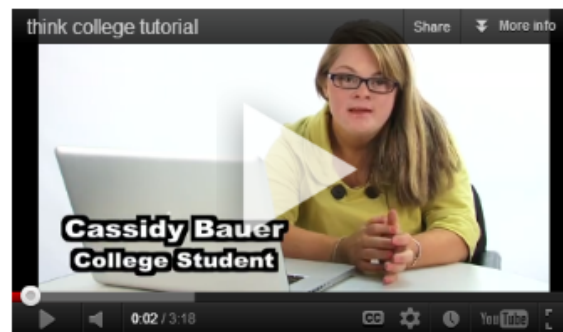 think college tutorial Share More info
Cassidy Bauer
College Student
0:02 / 3:18 CC YouTube